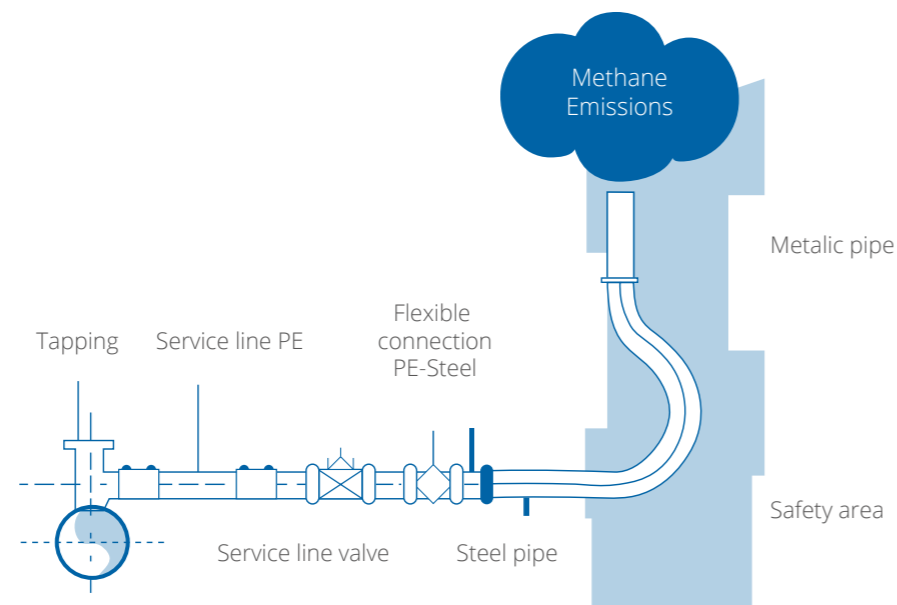 Methane
Emissions
Metalic pipe
Flexible
connection
PE-Steel
Tapping
Service line PE
Safety area
Service line valve
Steel pipe